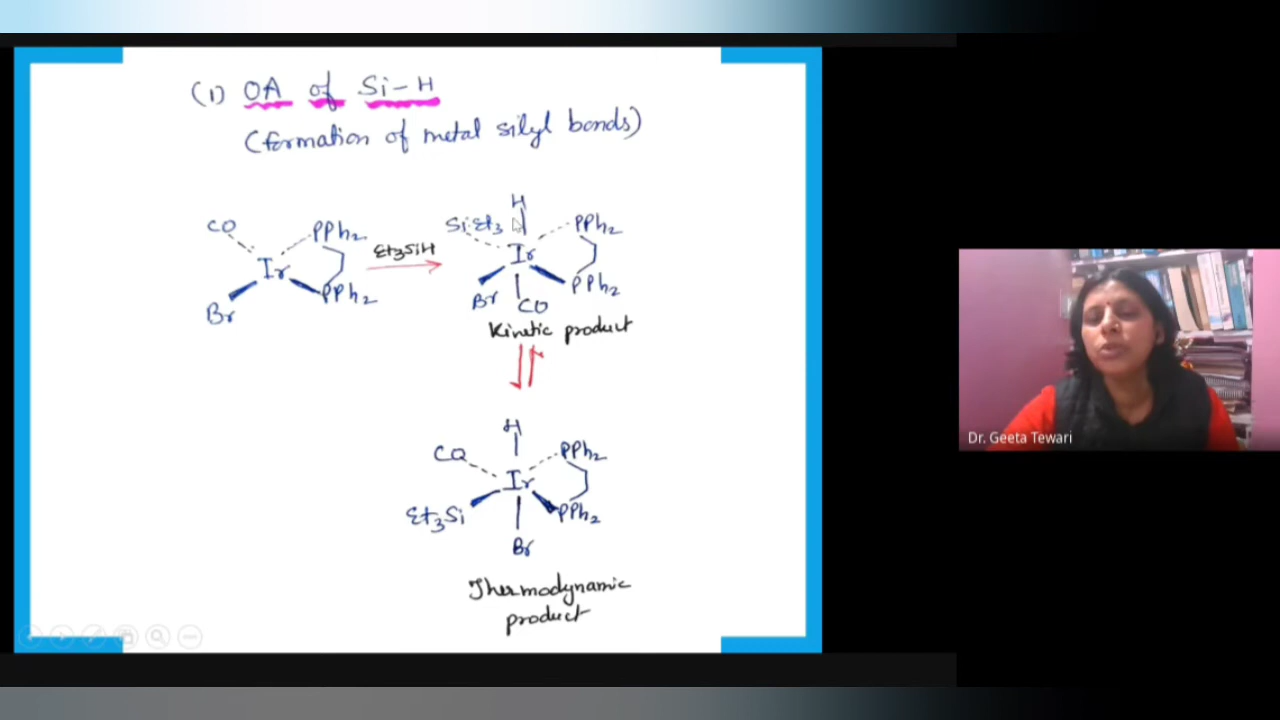 (1) OA of Si-H
(formation of metal silyl bonds)
CO
PPh₂
Ir
Br
PPh₂
Et₃SiH
H
SiEt₃
PPh₂
Ir
Br
PPh₂
CO
Kinetic product
H
CO
PPh₂
Ir
Et₃Si
PPh₂
Br
Thermodynamic
product
Dr. Geeta Tewari